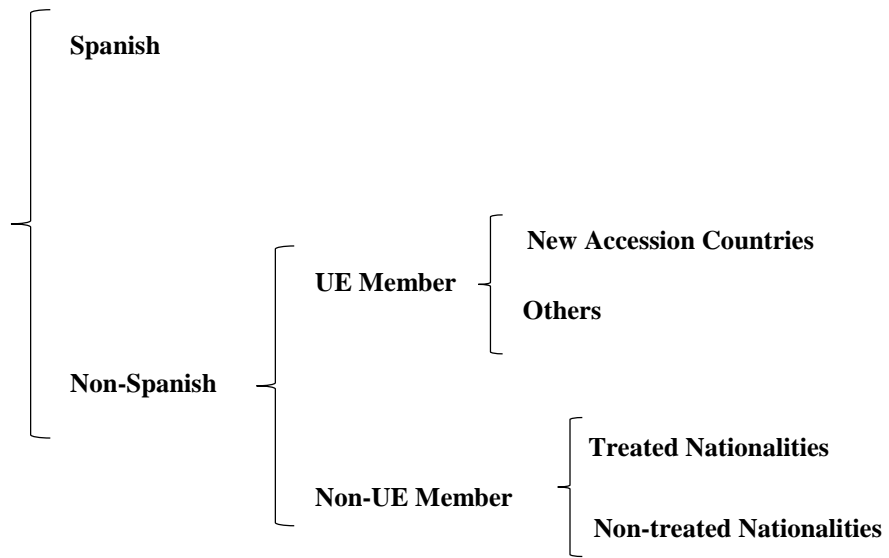 Spanish
New Accession Countries
UE Member
Others
Non-Spanish
Treated Nationalities
Non-UE Member
Non-treated Nationalities